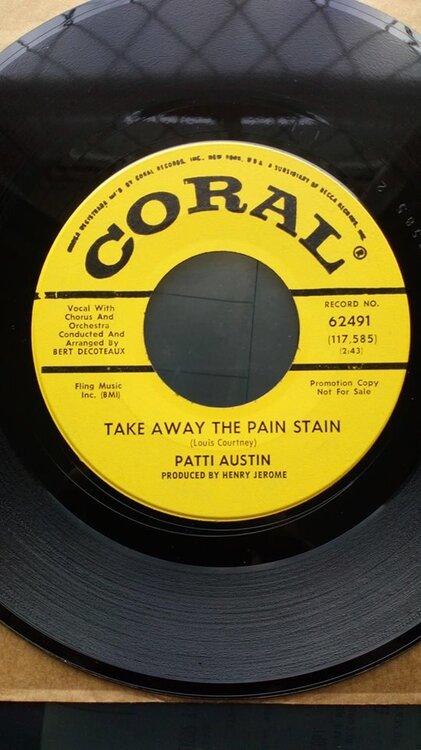 CORAL®
Vocal With
Chorus And
Orchestra
Conducted And
Arranged By
BERT DECOTEAUX
RECORD NO.
62491
(117,585)
(2:43)
Fling Music
Inc. (BMI)
Promotion Copy
Not For Sale
TAKE AWAY THE PAIN STAIN
(Louis Courtney)
PATTI AUSTIN
PRODUCED BY HENRY JEROME